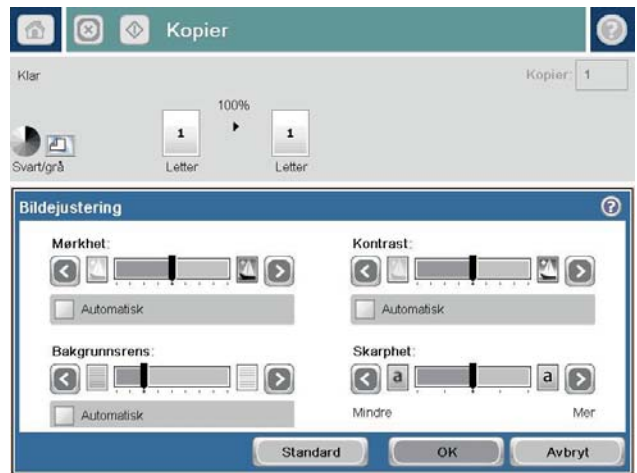 Kopier
Klar
Kopier: 1
100%
1 1
Svart/grå Letter Letter
Bildejustering
Mørkhet: Kontrast:
Automatisk Automatisk
Bakgrunnsrens: Skarphet:
a a
Automatisk Mindre Mer
Standard OK Avbryt